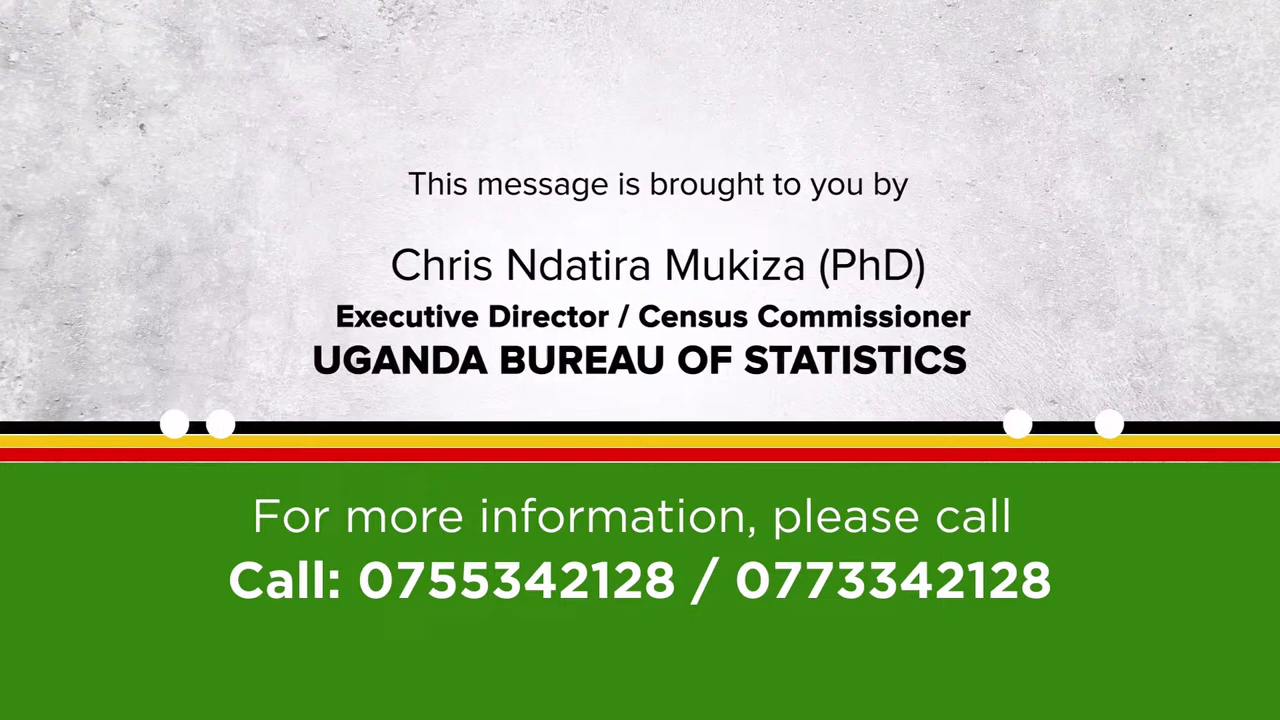 This message is brought to you by
Chris Ndatira Mukiza (PhD)
Executive Director / Census Commissioner
UGANDA BUREAU OF STATISTICS
For more information, please call
Call: 0755342128 / 0773342128